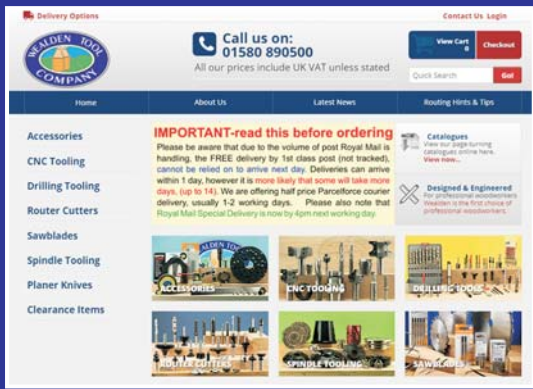 Delivery Options
Contact Us Login
WEALDEN TOOL
COMPANY
Call us on:
01580 890500
All our prices include UK VAT unless stated
View Cart
0
Checkout
Quick Search
Go!
Home
About Us
Latest News
Routing Hints & Tips
Accessories
CNC Tooling
Drilling Tooling
Router Cutters
Sawblades
Spindle Tooling
Planer Knives
Clearance Items
IMPORTANT-read this before ordering
Please be aware that due to the volume of post Royal Mail is
handling, the FREE delivery by 1st class post (not tracked),
cannot be relied on to arrive next day. Deliveries can arrive
within 1 day, however it is more likely that some will take more
days, (up to 14). We are offering half price Parcelforce courier
delivery, usually 1-2 working days. Please also note that
Royal Mail Special Delivery is now by 4pm next working day.
Catalogues
View our page-turning
catalogues online here.
View now...
Designed & Engineered
For professional woodworkers
Wealden is the first choice of
professional woodworkers.
WEALDEN TOOL
ACCESSORIES
CNC TOOLING
DRILLING TOOLS
ROUTER CUTTERS
SPINDLE TOOLING
SAWBLADES